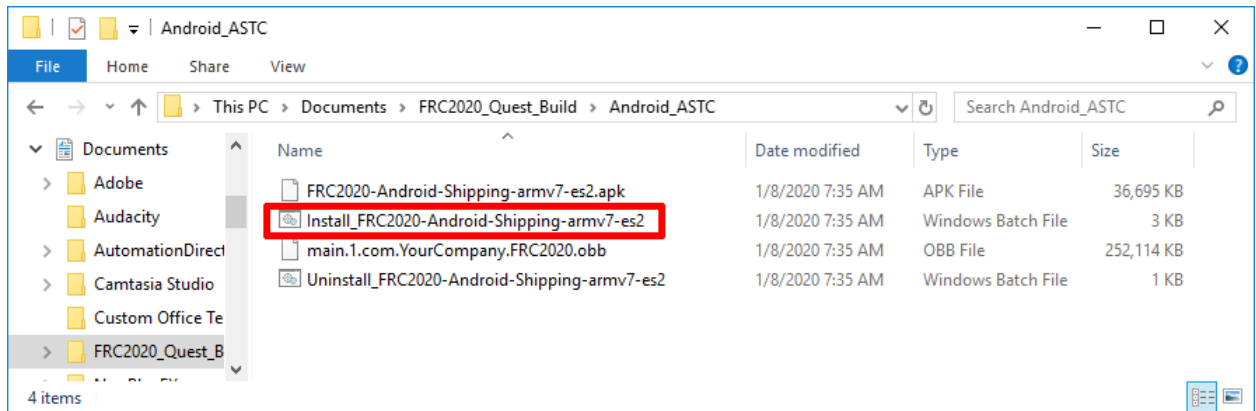 Android_ASTC
File Home Share View
This PC > Documents > FRC2020_Quest_Build > Android_ASTC Search Android_ASTC
Documents
Adobe
Audacity
AutomationDirect
Camtasia Studio
Custom Office Te
FRC2020_Quest_B
Name Date modified Type Size
FRC2020-Android-Shipping-armv7-es2.apk 1/8/2020 7:35 AM APK File 36,695 KB
Install_FRC2020-Android-Shipping-armv7-es2 1/8/2020 7:35 AM Windows Batch File 3 KB
main.1.com.YourCompany.FRC2020.obb 1/8/2020 7:35 AM OBB File 252,114 KB
Uninstall_FRC2020-Android-Shipping-armv7-es2 1/8/2020 7:35 AM Windows Batch File 1 KB
4 items